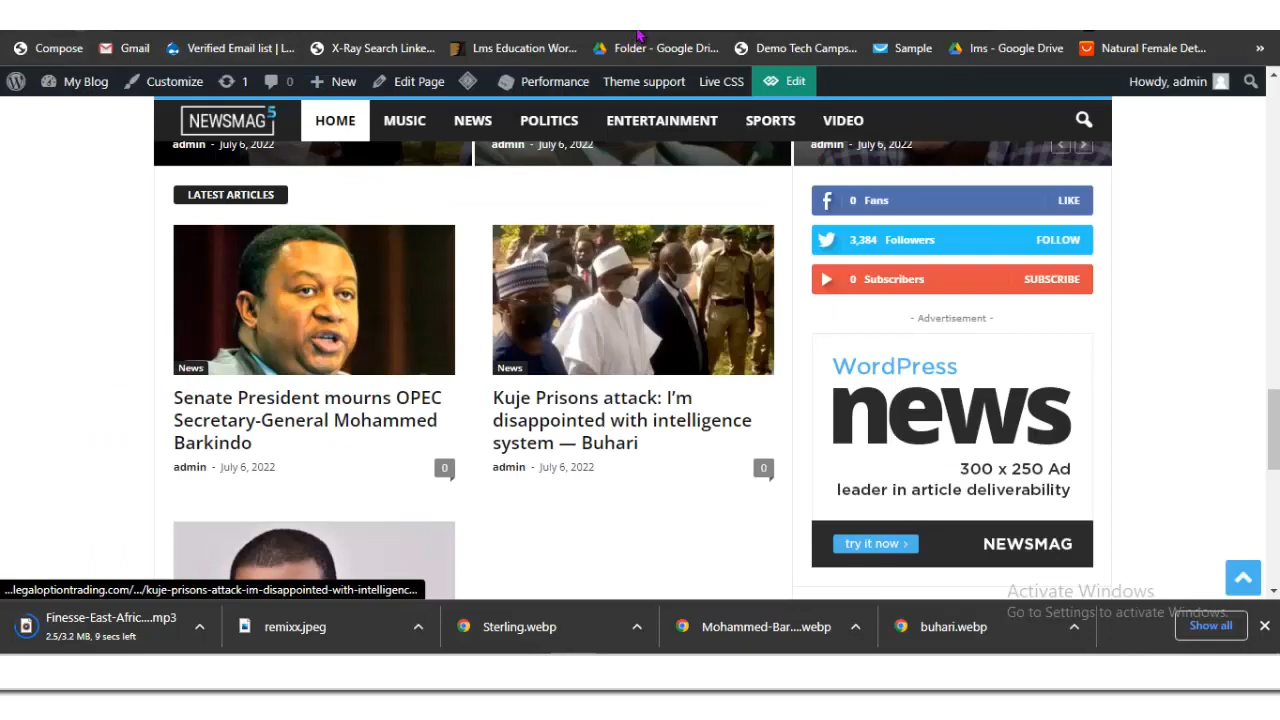 Compose Gmail Verified Email list | L... X-Ray Search Linke... Lms Education Wor... Folder - Google Dri... Demo Tech Camps... Sample lms - Google Drive Natural Female Det... »
My Blog Customize 1 0 New Edit Page Performance Theme support Live CSS Edit Howdy, admin
NEWSMAG 5 HOME MUSIC NEWS POLITICS ENTERTAINMENT SPORTS VIDEO
admin - July 6, 2022 admin - July 6, 2022 admin - July 6, 2022
LATEST ARTICLES
News
Senate President mourns OPEC
Secretary-General Mohammed
Barkindo
admin - July 6, 2022 0
News
Kuje Prisons attack: I’m
disappointed with intelligence
system — Buhari
admin - July 6, 2022 0
0 Fans LIKE
3,384 Followers FOLLOW
0 Subscribers SUBSCRIBE
- Advertisement -
WordPress
news
300 x 250 Ad
leader in article deliverability
try it now › NEWSMAG
...legaloptiontrading.com/.../kuje-prisons-attack-im-disappointed-with-intelligenc...
Activate Windows
Go to Settings to activate Windows.
Finesse-East-Afric....mp3
2.5/3.2 MB, 9 secs left
remixx.jpeg
Sterling.webp
Mohammed-Bar....webp
buhari.webp
Show all